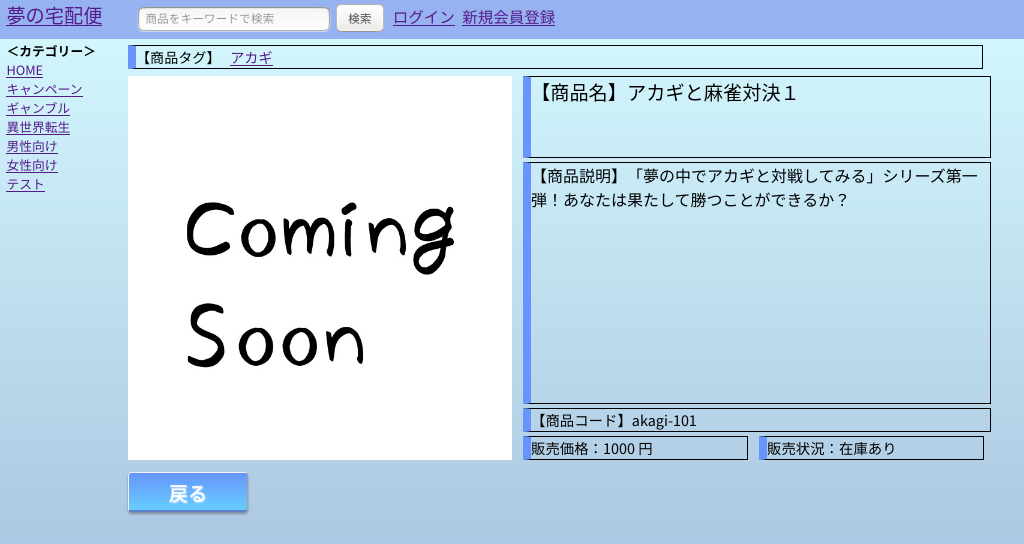 夢の宅配便
商品をキーワードで検索
検索
ログイン 新規会員登録
＜カテゴリー＞
HOME
キャンペーン
ギャンブル
異世界転生
男性向け
女性向け
テスト
【商品タグ】 アカギ
Coming
Soon
【商品名】アカギと麻雀対決１
【商品説明】「夢の中でアカギと対戦してみる」シリーズ第一
弾！あなたは果たして勝つことができるか？
【商品コード】akagi-101
販売価格：1000 円
販売状況：在庫あり
戻る